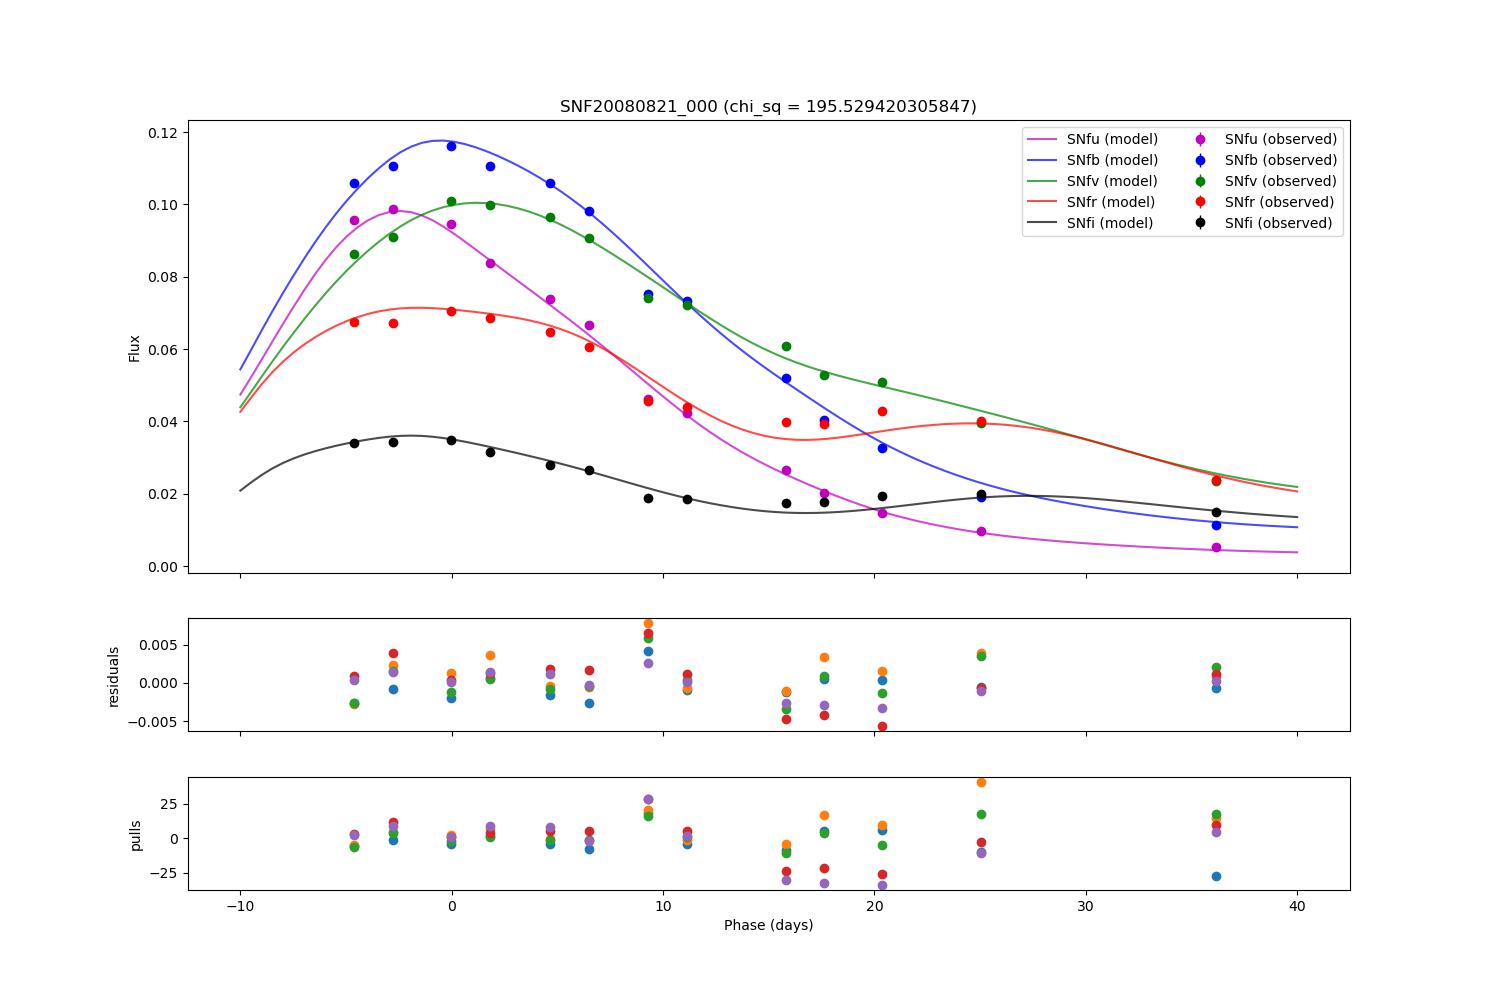 SNF20080821_000 (chi_sq = 195.529420305847)
SNfu (model) SNfu (observed)
SNfb (model) SNfb (observed)
SNfv (model) SNfv (observed)
SNfr (model) SNfr (observed)
SNfi (model) SNfi (observed)
Flux
0.12
0.10
0.08
0.06
0.04
0.02
0.00
residuals
0.005
0.000
−0.005
pulls
25
0
−25
−10 0 10 20 30 40
Phase (days)